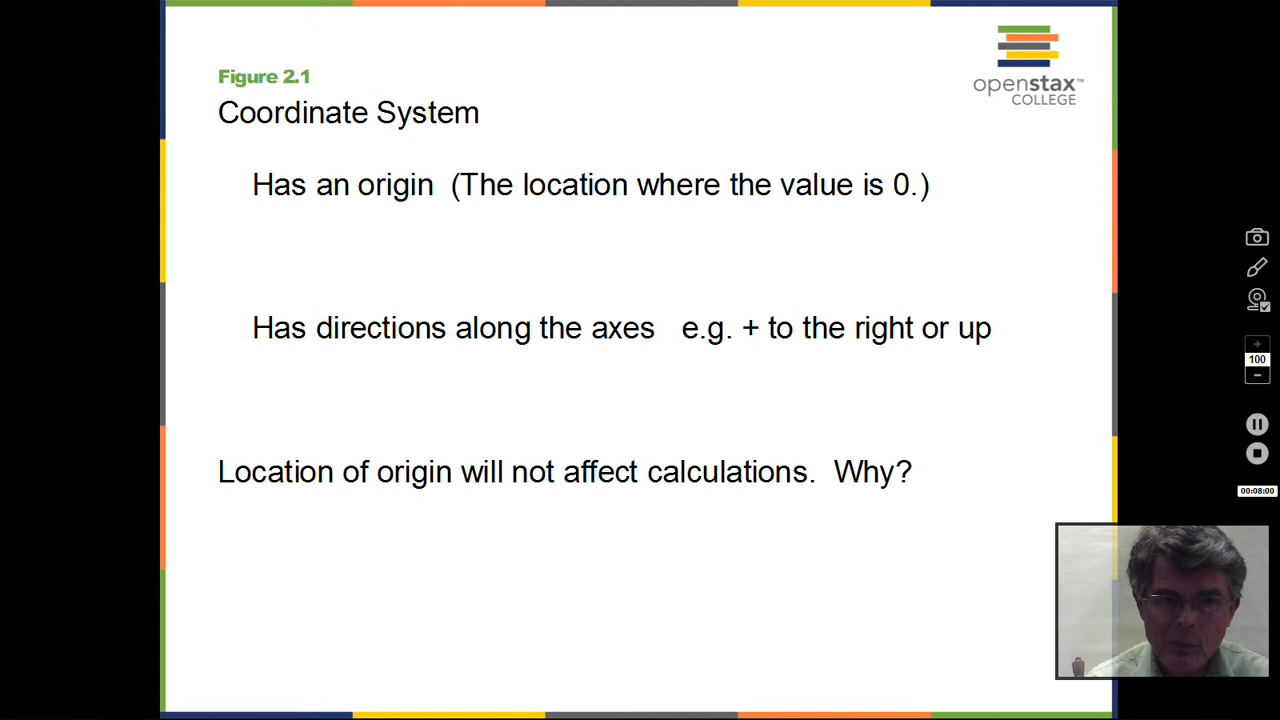 Figure 2.1
openstax™
COLLEGE
Coordinate System
Has an origin (The location where the value is 0.)
Has directions along the axes e.g. + to the right or up
100
Location of origin will not affect calculations. Why?
00:08:00